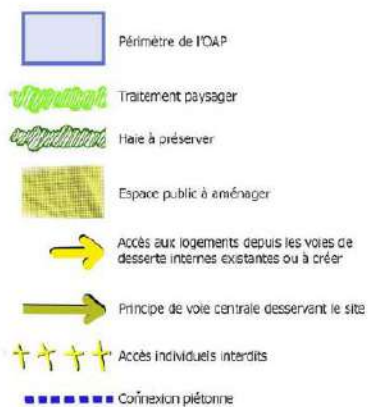 Périmètre de l'OAP
Traitement paysager
Haie à préserver
Espace public à aménager
Accès aux logements depuis les voies de
desserte internes existantes ou à créer
Principe de voie centrale desservant le site
Accès individuels interdits
Connexion piétonne